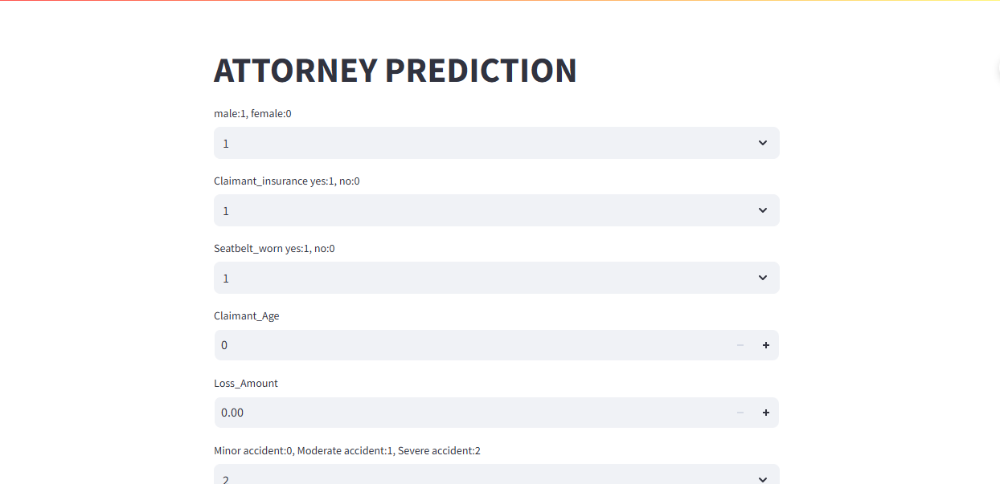 ATTORNEY PREDICTION
male:1, female:0
1
Claimant_insurance yes:1, no:0
1
Seatbelt_worn yes:1, no:0
1
Claimant_Age
0
Loss_Amount
0.00
Minor accident:0, Moderate accident:1, Severe accident:2
2